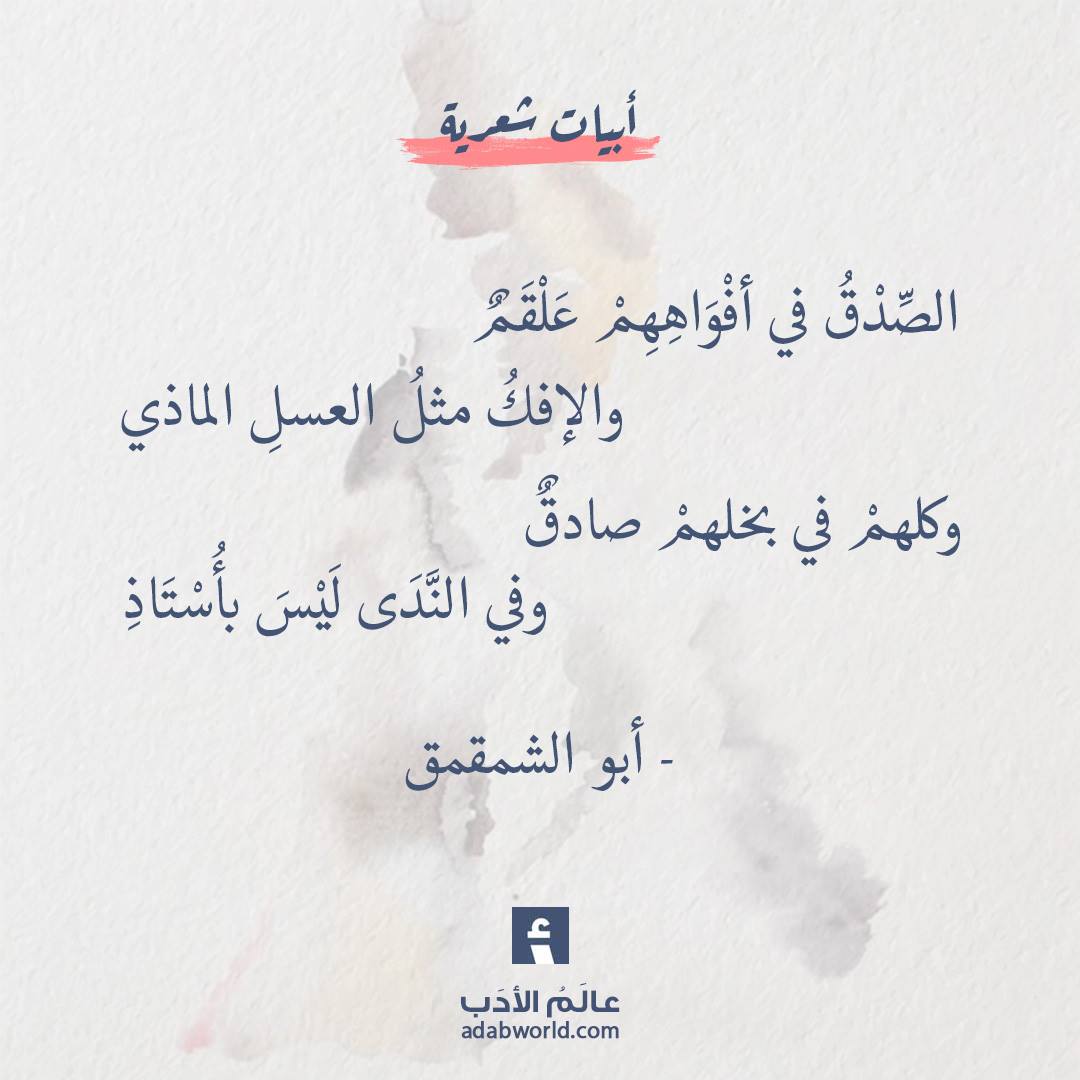 أبيات شعرية
الصِّدْقُ في أفْوَاهِهِمْ عَلْقَمٌ
والإفكُ مثلُ العسلِ الماذي
وكلهمْ في بخلهمْ صادقٌ
وفي النَّدَى لَيْسَ بأُسْتَاذِ
- أبو الشمقمق
أ
عالَمُ الأدَب
adabworld.com